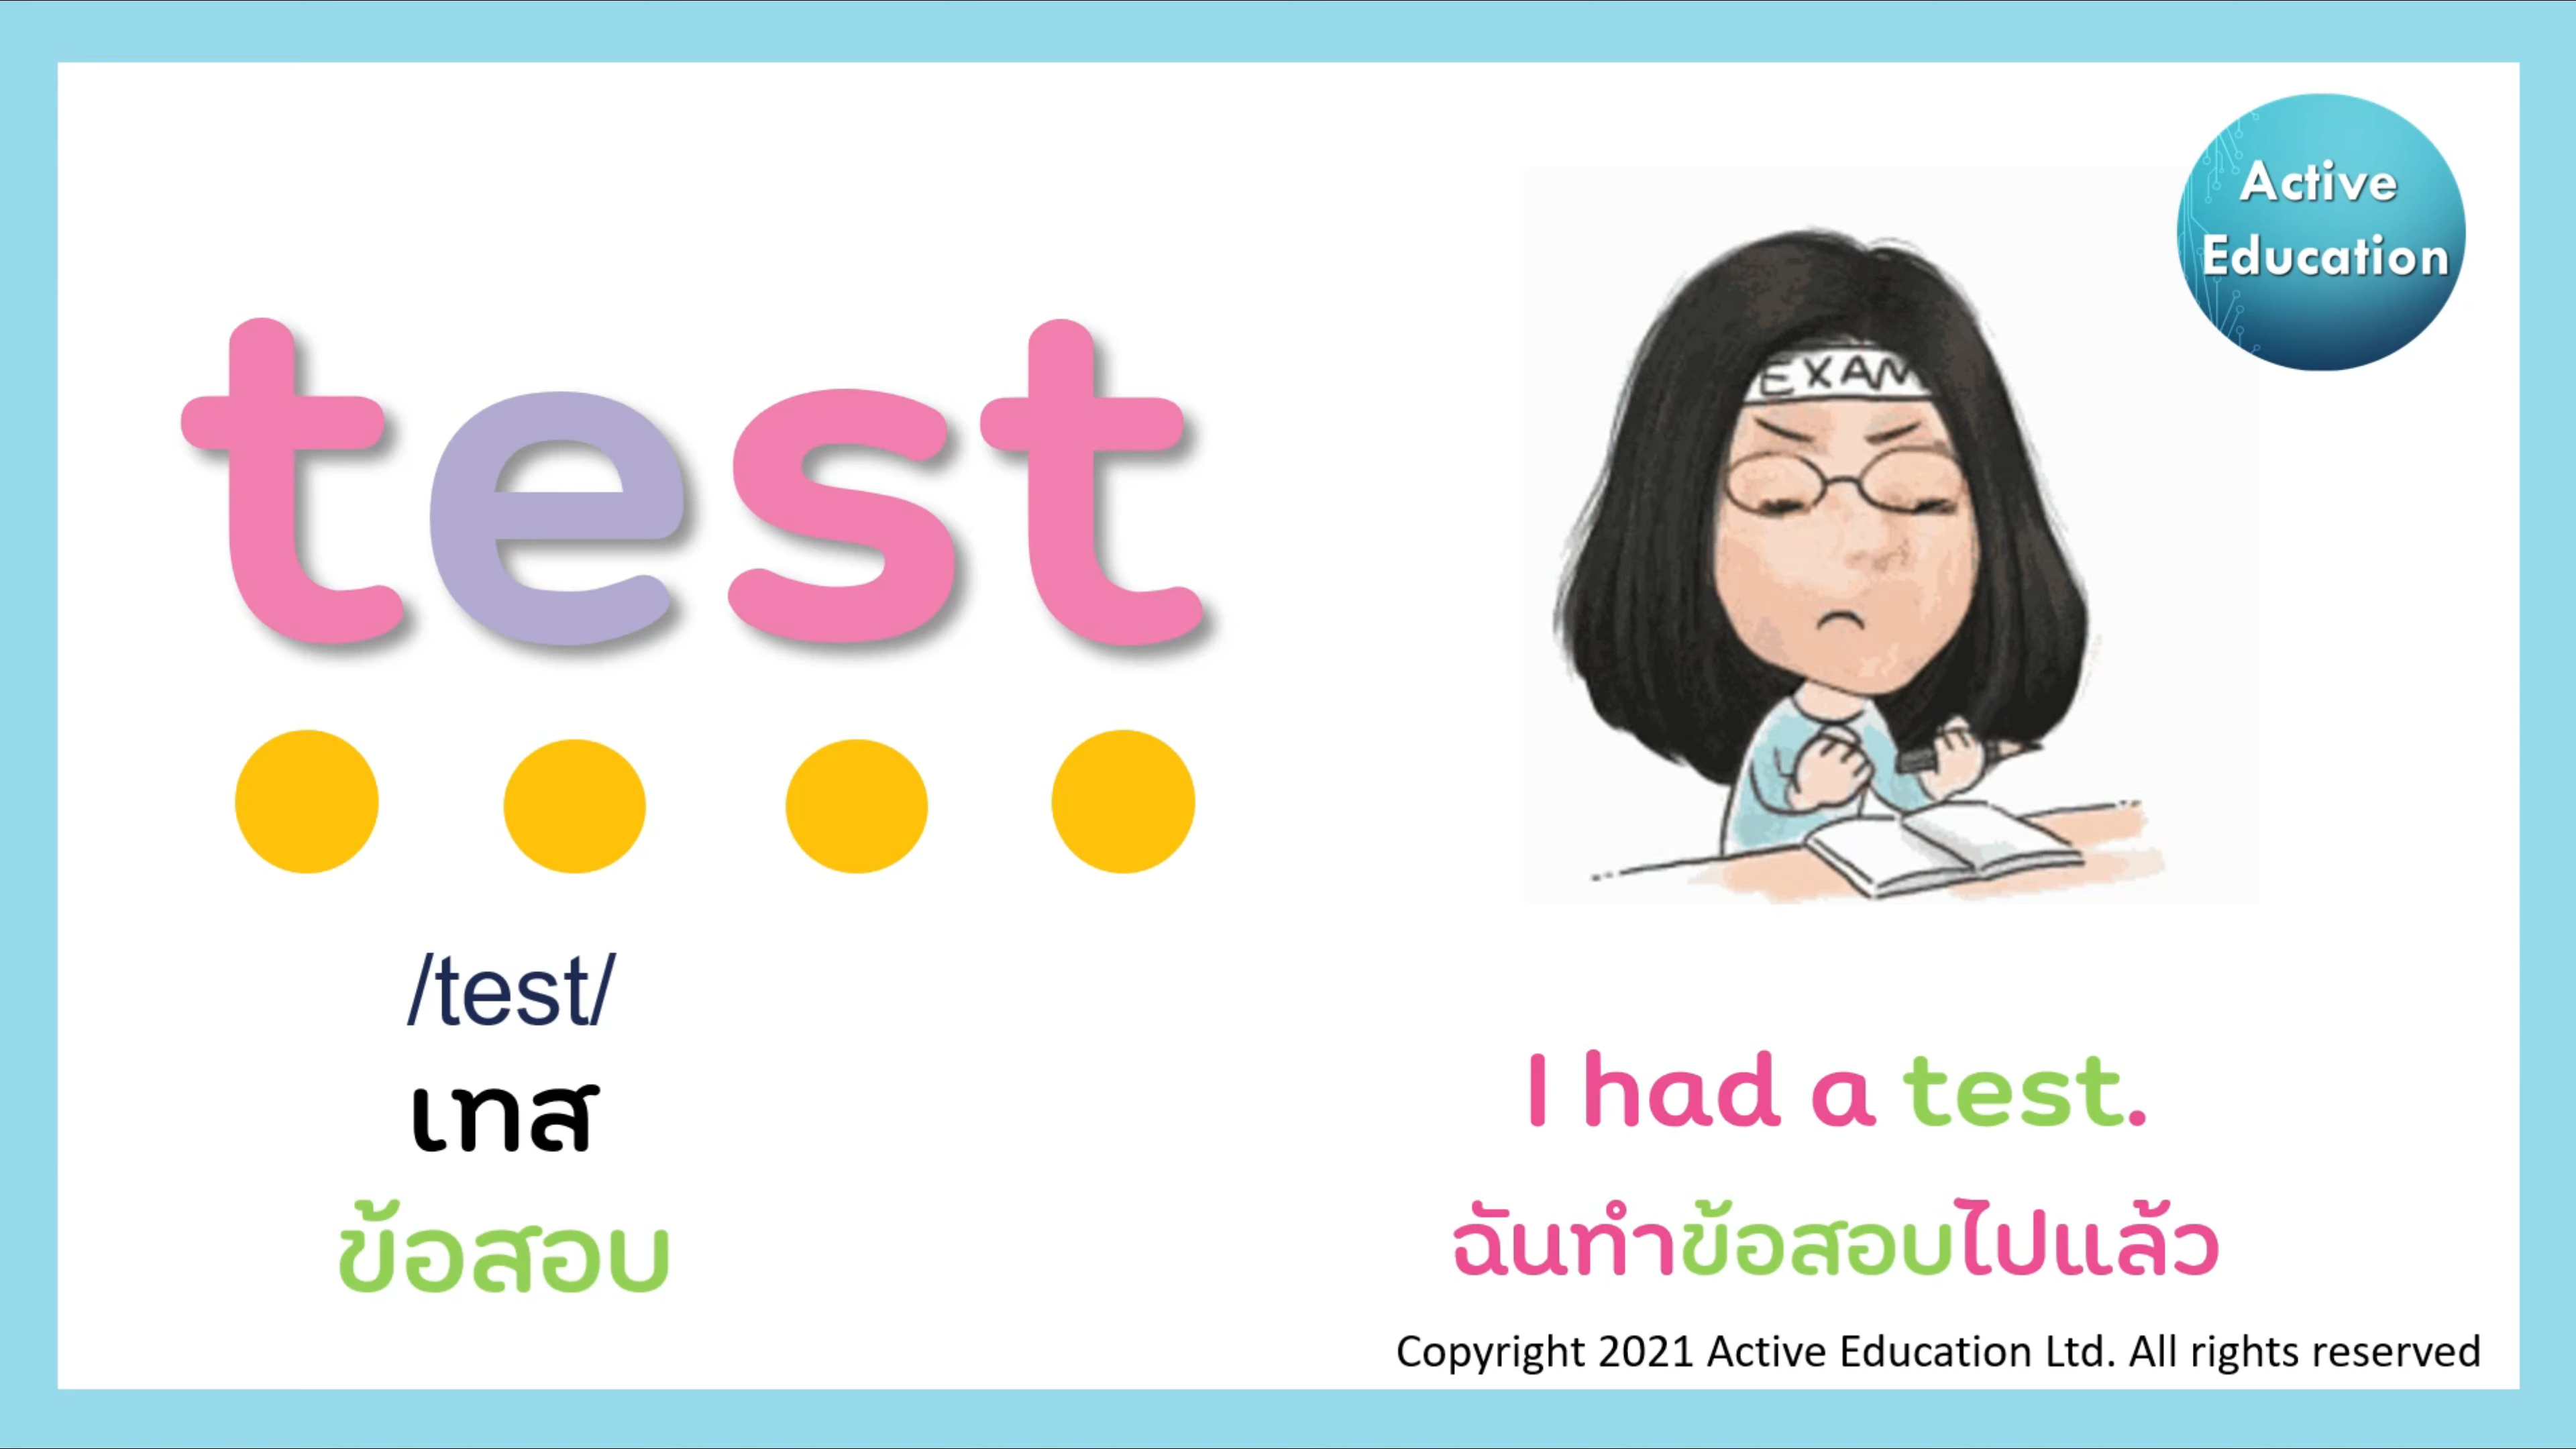 Active
Education
test
EXAM
/test/
เทส
ข้อสอบ
I had a test.
ฉันทำข้อสอบไปแล้ว
Copyright 2021 Active Education Ltd. All rights reserved